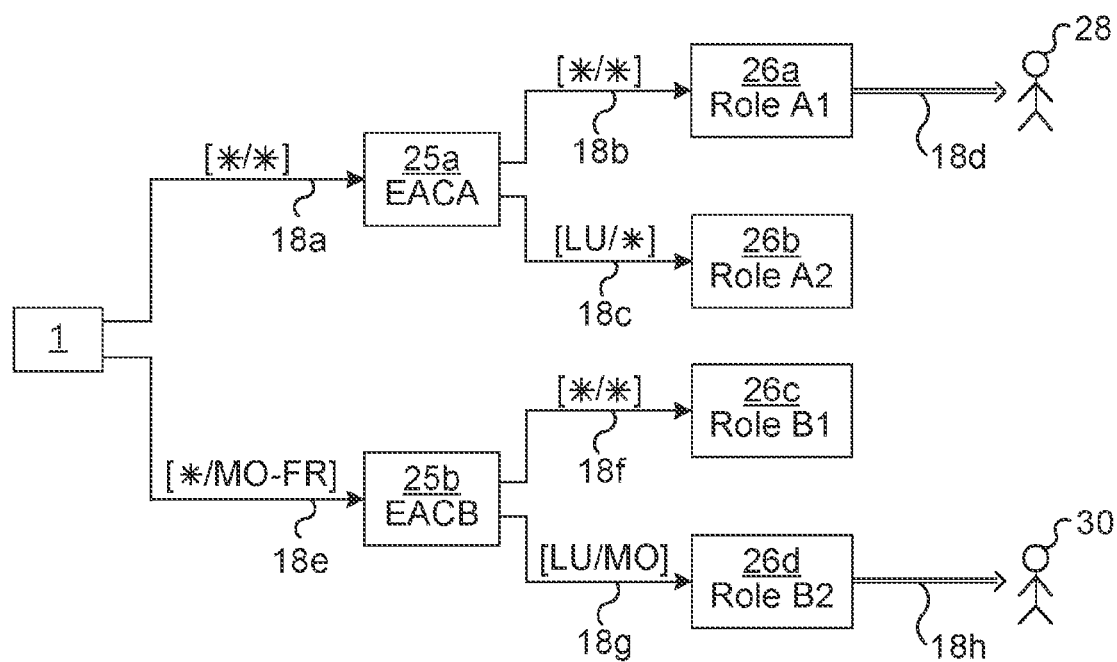 28
[*/*]
26a
Role A1
18b
18d
[*/*]
25a
EACA
18a
[LU/*]
26b
Role A2
18c
1
[*/*]
26c
Role B1
18f
[*/MO-FR]
25b
EACB
18e
30
[LU/MO]
26d
Role B2
18g
18h